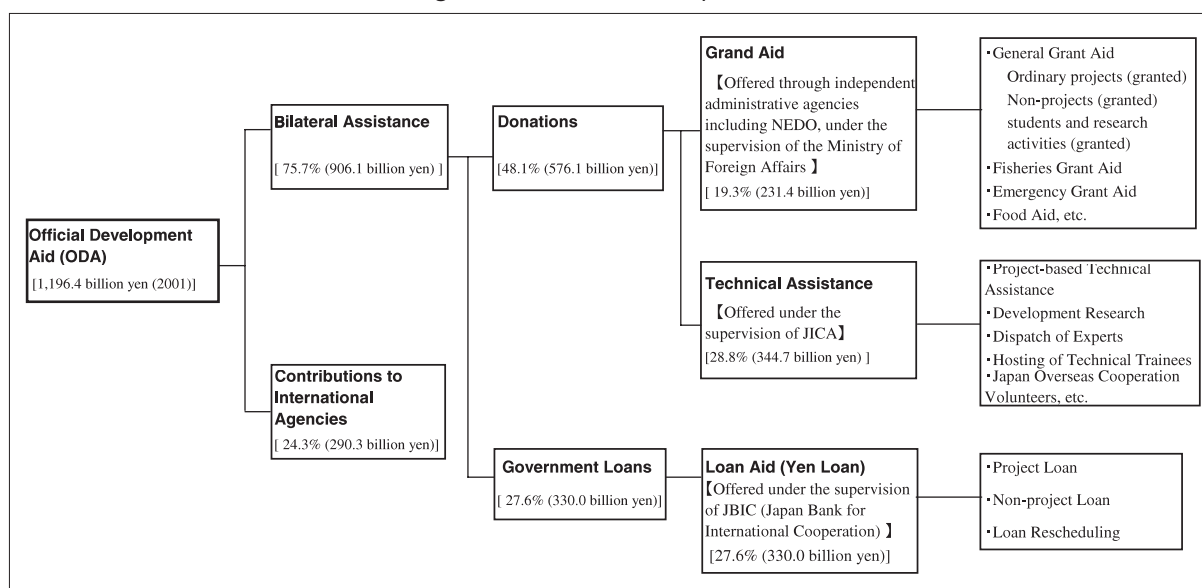 Official Development
Aid (ODA)
[1,196.4 billion yen (2001)]
Bilateral Assistance
[ 75.7% (906.1 billion yen) ]
Contributions to
International
Agencies
[ 24.3% (290.3 billion yen)]
Donations
[48.1% (576.1 billion yen)]
Government Loans
[ 27.6% (330.0 billion yen)]
Grand Aid
【Offered through independent
administrative agencies
including NEDO, under the
supervision of the Ministry of
Foreign Affairs 】
[ 19.3% (231.4 billion yen)]
Technical Assistance
【Offered under the
supervision of JICA】
[28.8% (344.7 billion yen) ]
Loan Aid (Yen Loan)
【Offered under the supervision
of JBIC (Japan Bank for
International Cooperation) 】
[27.6% (330.0 billion yen)]
・General Grant Aid
Ordinary projects (granted)
Non-projects (granted)
students and research
activities (granted)
・Fisheries Grant Aid
・Emergency Grant Aid
・Food Aid, etc.
・Project-based Technical
Assistance
・Development Research
・Dispatch of Experts
・Hosting of Technical Trainees
・Japan Overseas Cooperation
Volunteers, etc.
・Project Loan
・Non-project Loan
・Loan Rescheduling